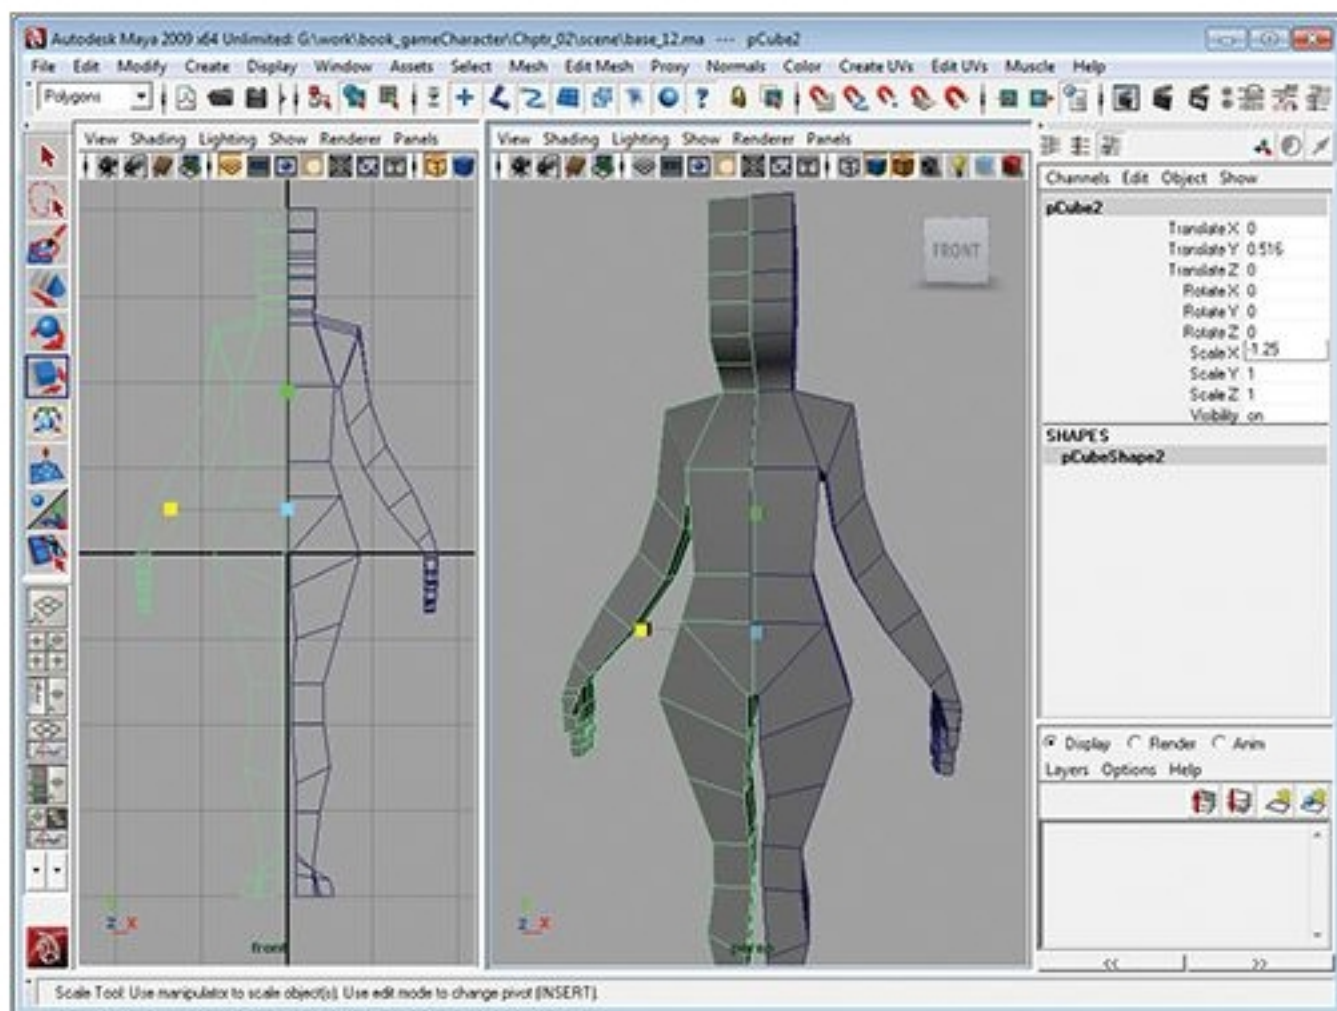 Autodesk Maya 2009 x64 Unlimited: G:\work\book_gameCharacter\Chptr_02\scene\base_12.ma --- pCube2
File Edit Modify Create Display Window Assets Select Mesh Edit Mesh Proxy Normals Color Create UVs Edit UVs Muscle Help
Polygons
View Shading Lighting Show Renderer Panels
View Shading Lighting Show Renderer Panels
Channels Edit Object Show
pCube2
Translate X 0
Translate Y 0.516
Translate Z 0
Rotate X 0
Rotate Y 0
Rotate Z 0
Scale X -1.25
Scale Y 1
Scale Z 1
Visibility on
SHAPES
pCubeShape2
FRONT
Display Render Anim
Layers Options Help
Z X
front
Z X
persp
<< >>
Scale Tool: Use manipulator to scale object(s). Use edit mode to change pivot (INSERT).